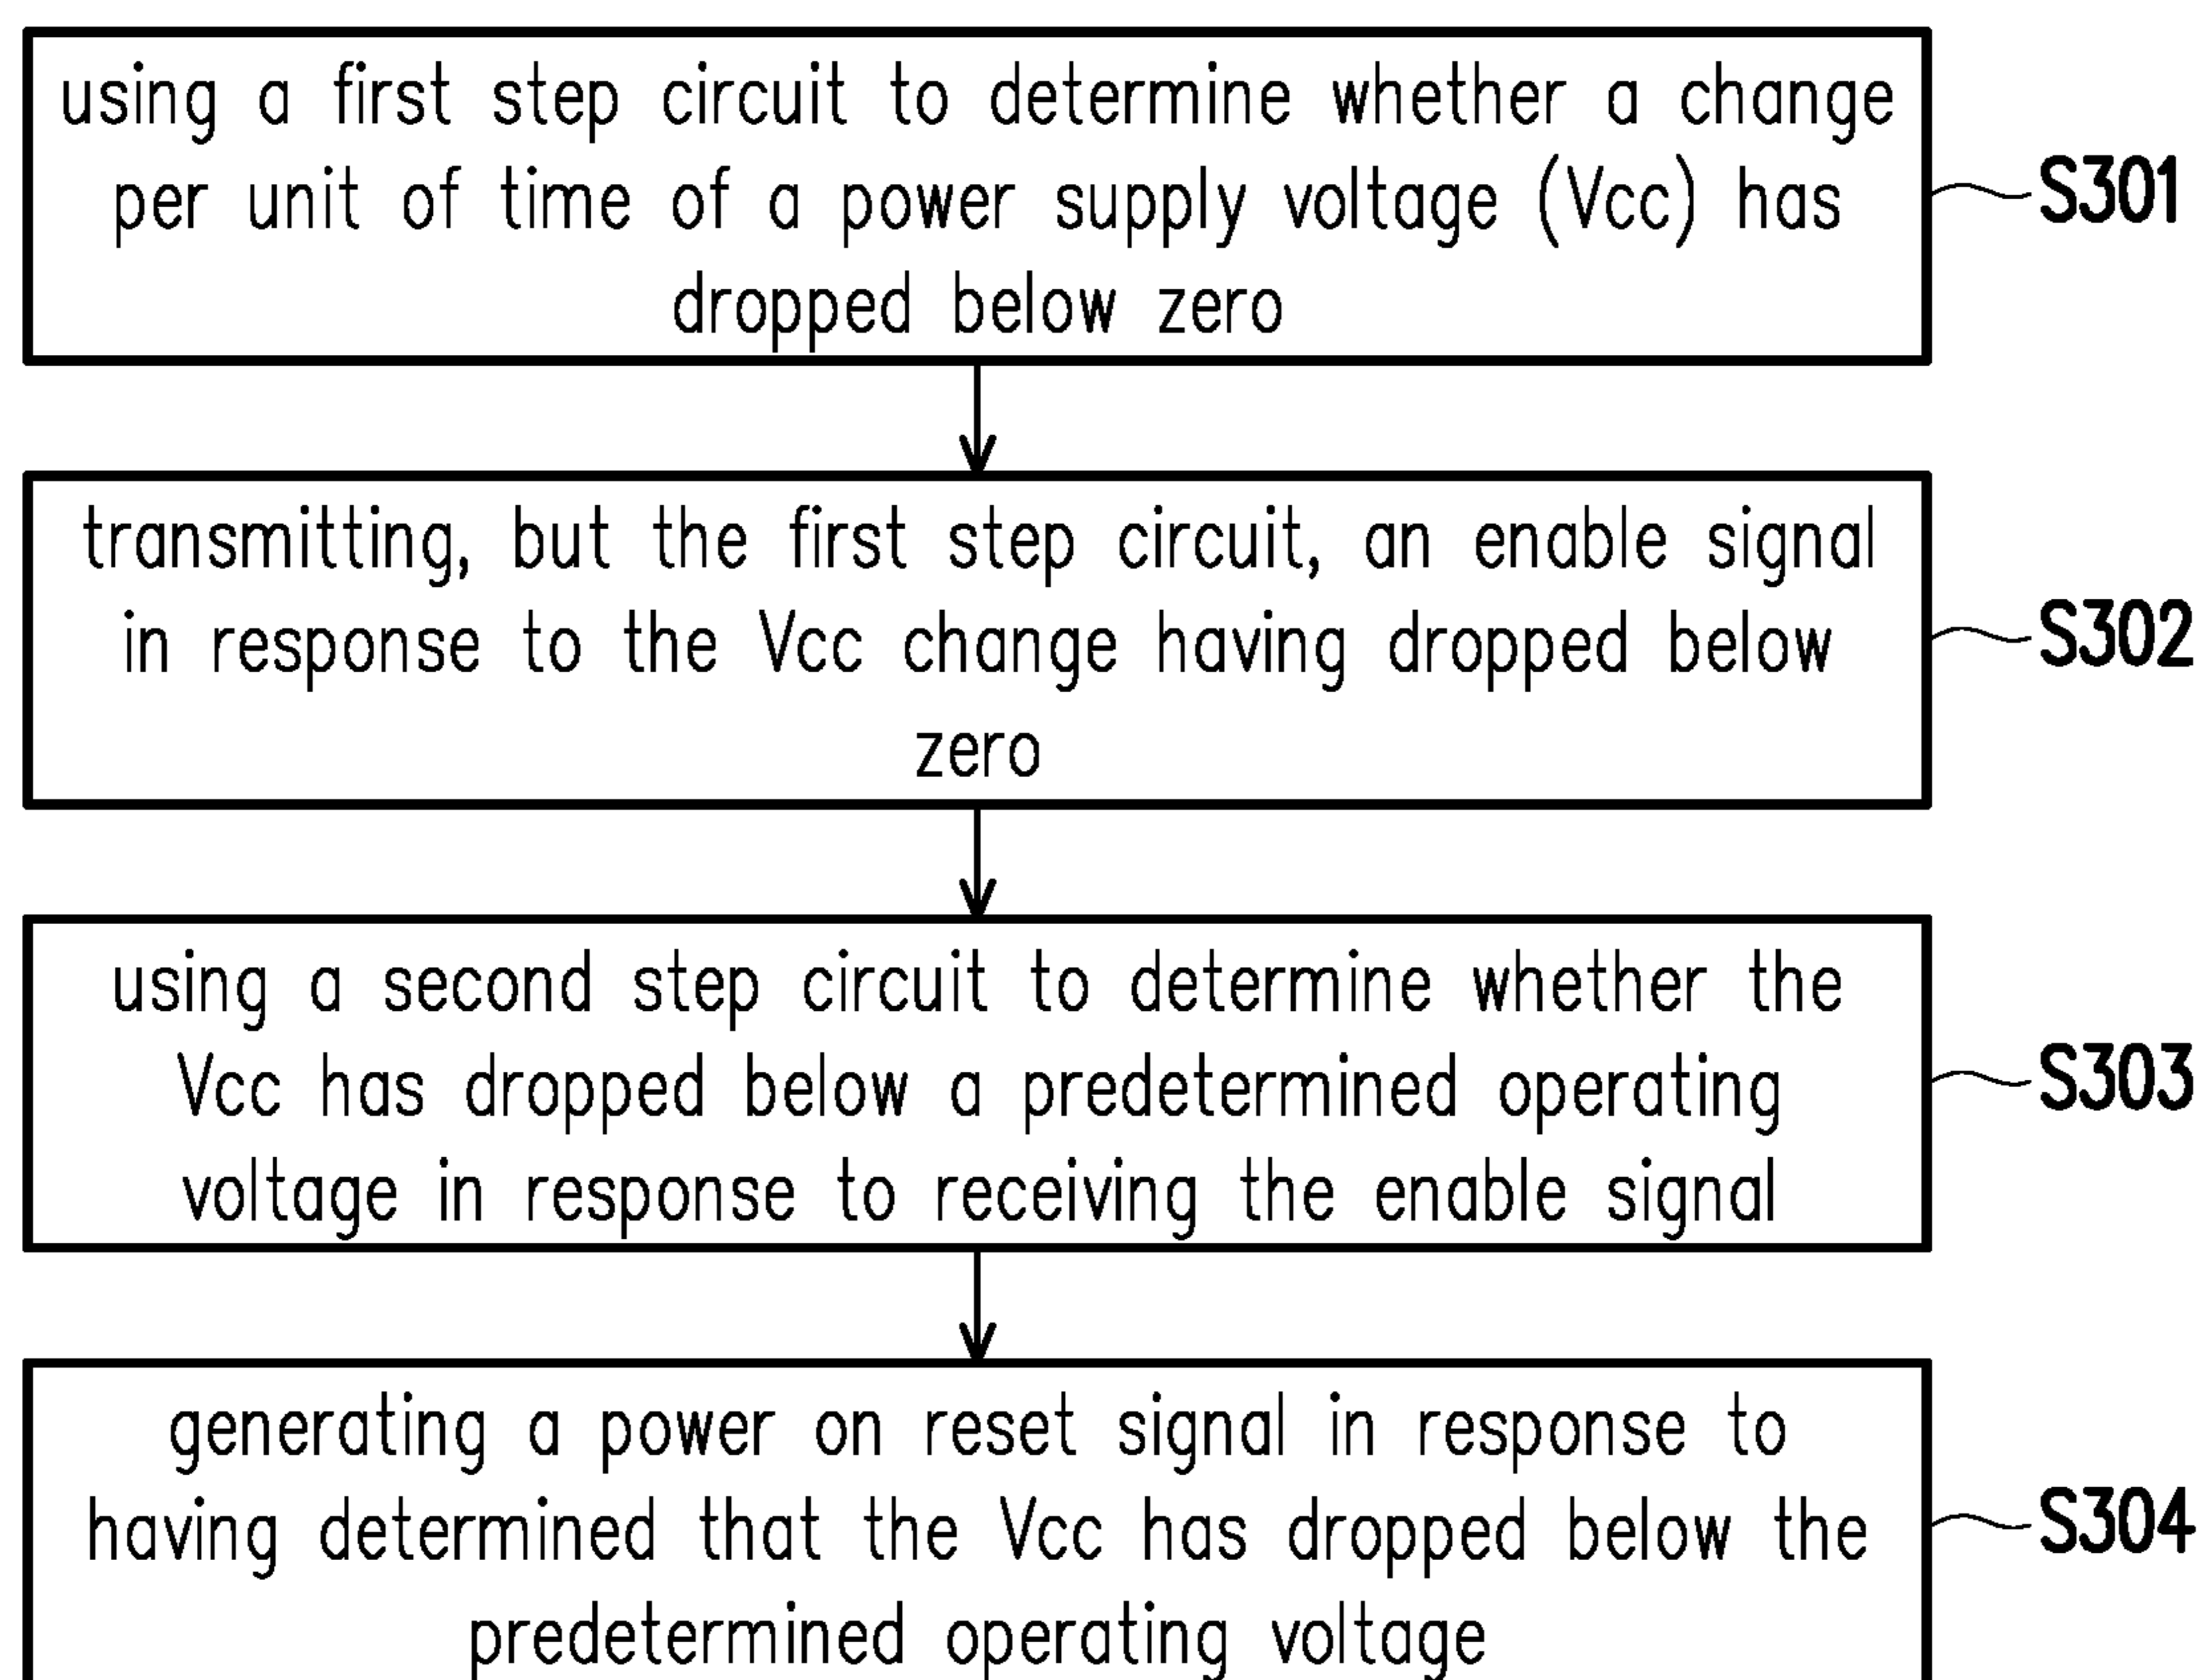 using a first step circuit to determine whether a change
per unit of time of a power supply voltage (Vcc) has
dropped below zero
S301
transmitting, but the first step circuit, an enable signal
in response to the Vcc change having dropped below
zero
S302
using a second step circuit to determine whether the
Vcc has dropped below a predetermined operating
voltage in response to receiving the enable signal
S303
generating a power on reset signal in response to
having determined that the Vcc has dropped below the
predetermined operating voltage
S304